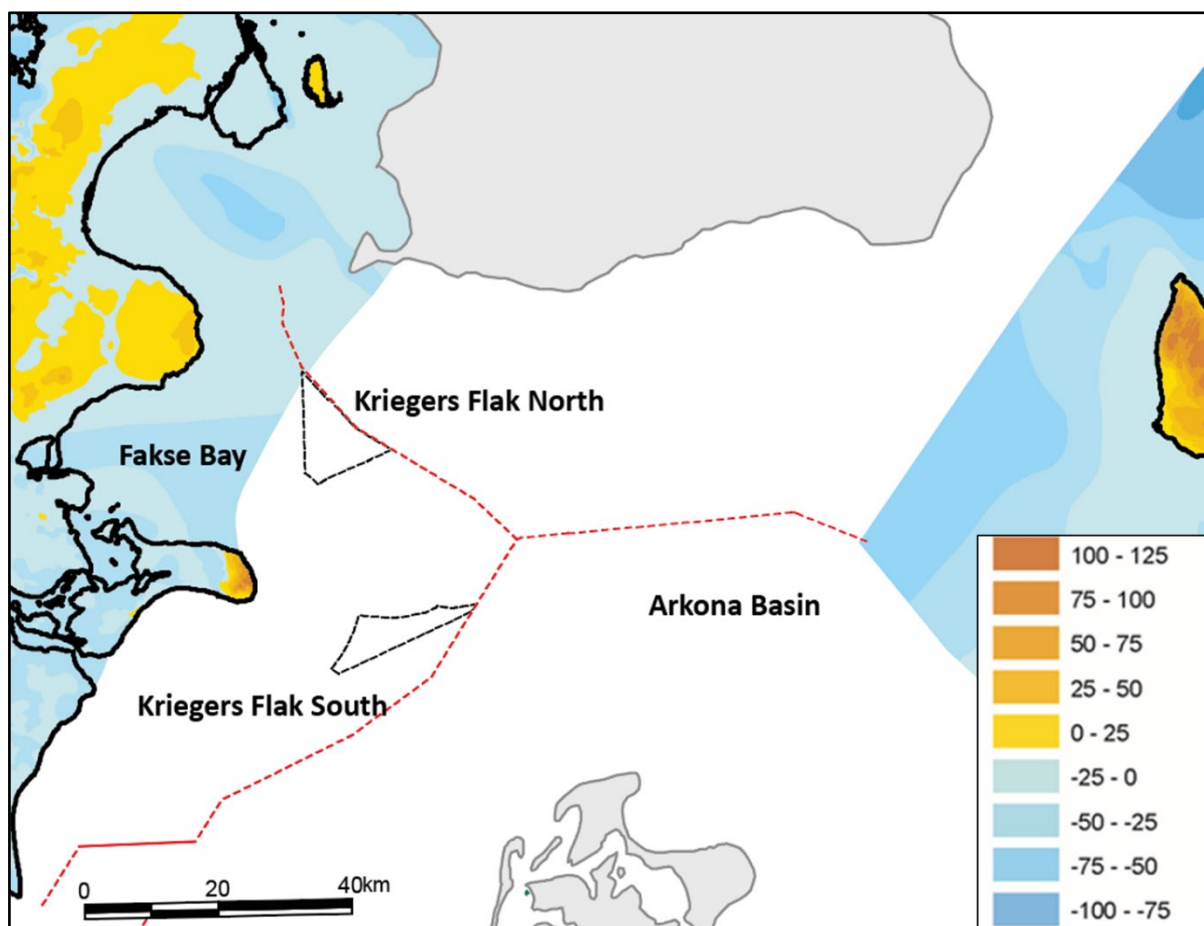 Kriegers Flak North
Fakse Bay
Arkona Basin
Kriegers Flak South
100 - 125
75 - 100
50 - 75
25 - 50
0 - 25
-25 - 0
-50 - -25
-75 - -50
-100 - -75
0 20 40km